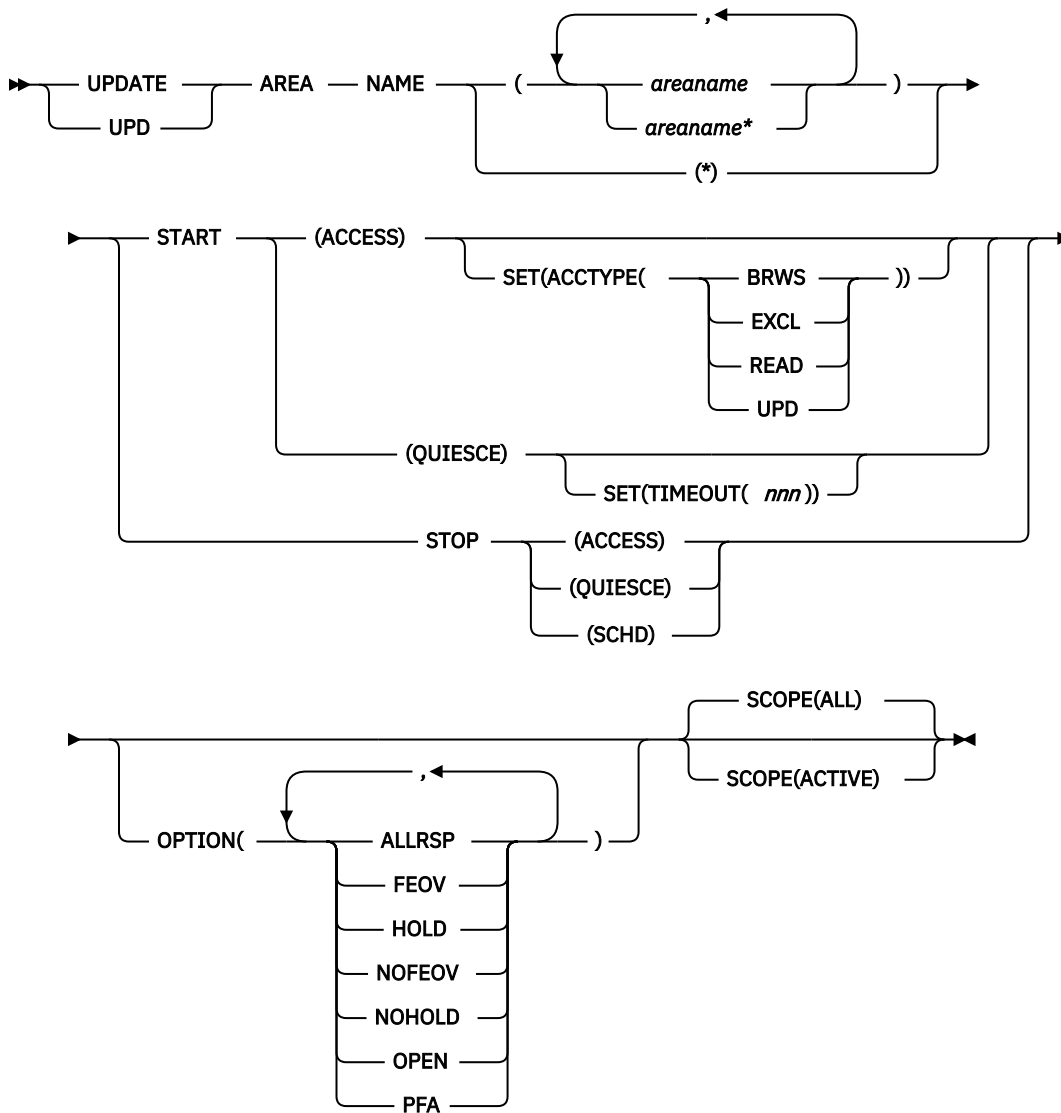 ,
UPDATE AREA NAME ( areaname )
UPD areaname*
(*)
START (ACCESS)
SET(ACCTYPE( BRWS ))
EXCL
READ
UPD
(QUIESCE)
SET(TIMEOUT( nnn ))
STOP (ACCESS)
(QUIESCE)
(SCHD)
SCOPE(ALL)
SCOPE(ACTIVE)
,
OPTION( ALLRSP )
FEOV
HOLD
NOFEOV
NOHOLD
OPEN
PFA